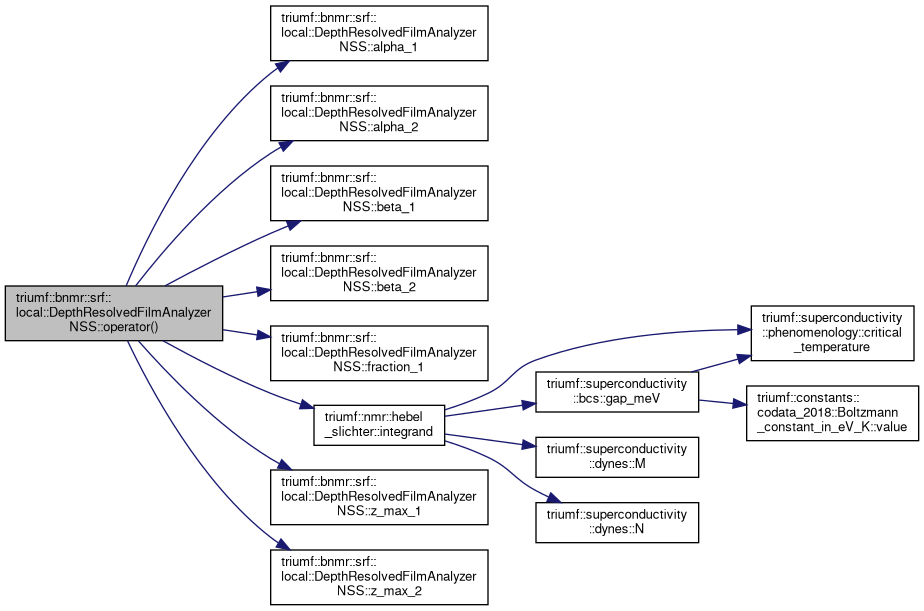 triumf::bnmr::srf::
local::DepthResolvedFilmAnalyzer
NSS::operator()
triumf::bnmr::srf::
local::DepthResolvedFilmAnalyzer
NSS::alpha_1
triumf::bnmr::srf::
local::DepthResolvedFilmAnalyzer
NSS::alpha_2
triumf::bnmr::srf::
local::DepthResolvedFilmAnalyzer
NSS::beta_1
triumf::bnmr::srf::
local::DepthResolvedFilmAnalyzer
NSS::beta_2
triumf::bnmr::srf::
local::DepthResolvedFilmAnalyzer
NSS::fraction_1
triumf::nmr::hebel
_slichter::integrand
triumf::bnmr::srf::
local::DepthResolvedFilmAnalyzer
NSS::z_max_1
triumf::bnmr::srf::
local::DepthResolvedFilmAnalyzer
NSS::z_max_2
triumf::superconductivity
::bcs::gap_meV
triumf::superconductivity
::dynes::M
triumf::superconductivity
::dynes::N
triumf::superconductivity
::phenomenology::critical
_temperature
triumf::constants::
codata_2018::Boltzmann
_constant_in_eV_K::value